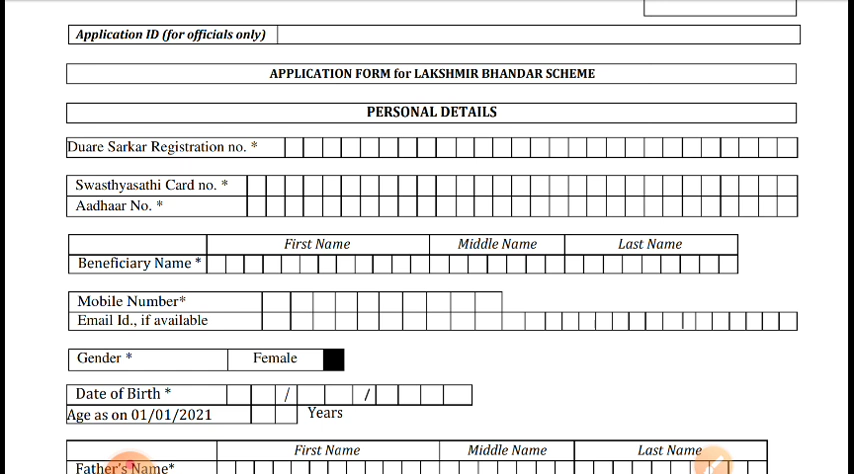 Application ID (for officials only)
APPLICATION FORM for LAKSHMIR BHANDAR SCHEME
PERSONAL DETAILS
Duare Sarkar Registration no. *
Swasthyasathi Card no. *
Aadhaar No. *
First Name Middle Name Last Name
Beneficiary Name *
Mobile Number*
Email Id., if available
Gender * Female
Date of Birth * / /
Age as on 01/01/2021 Years
First Name Middle Name Last Name
Father's Name*